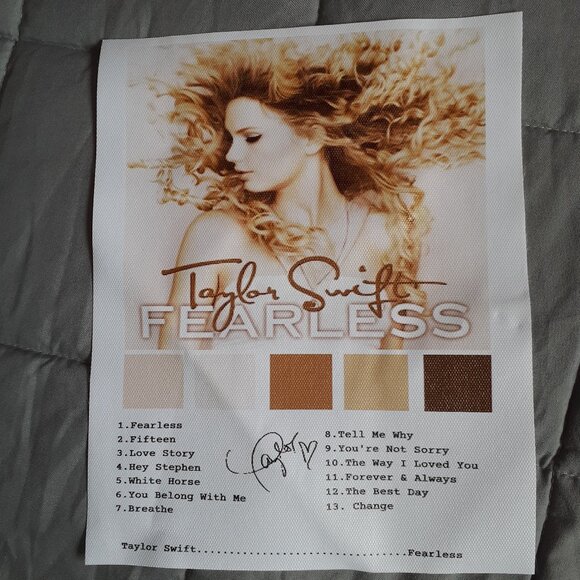 Taylor Swift
FEARLESS
1.Fearless
2.Fifteen
3.Love Story
4.Hey Stephen
5.White Horse
6.You Belong With Me
7.Breathe
Taylor
8.Tell Me Why
9.You're Not Sorry
10.The Way I Loved You
11.Forever & Always
12.The Best Day
13. Change
Taylor Swift................................Fearless